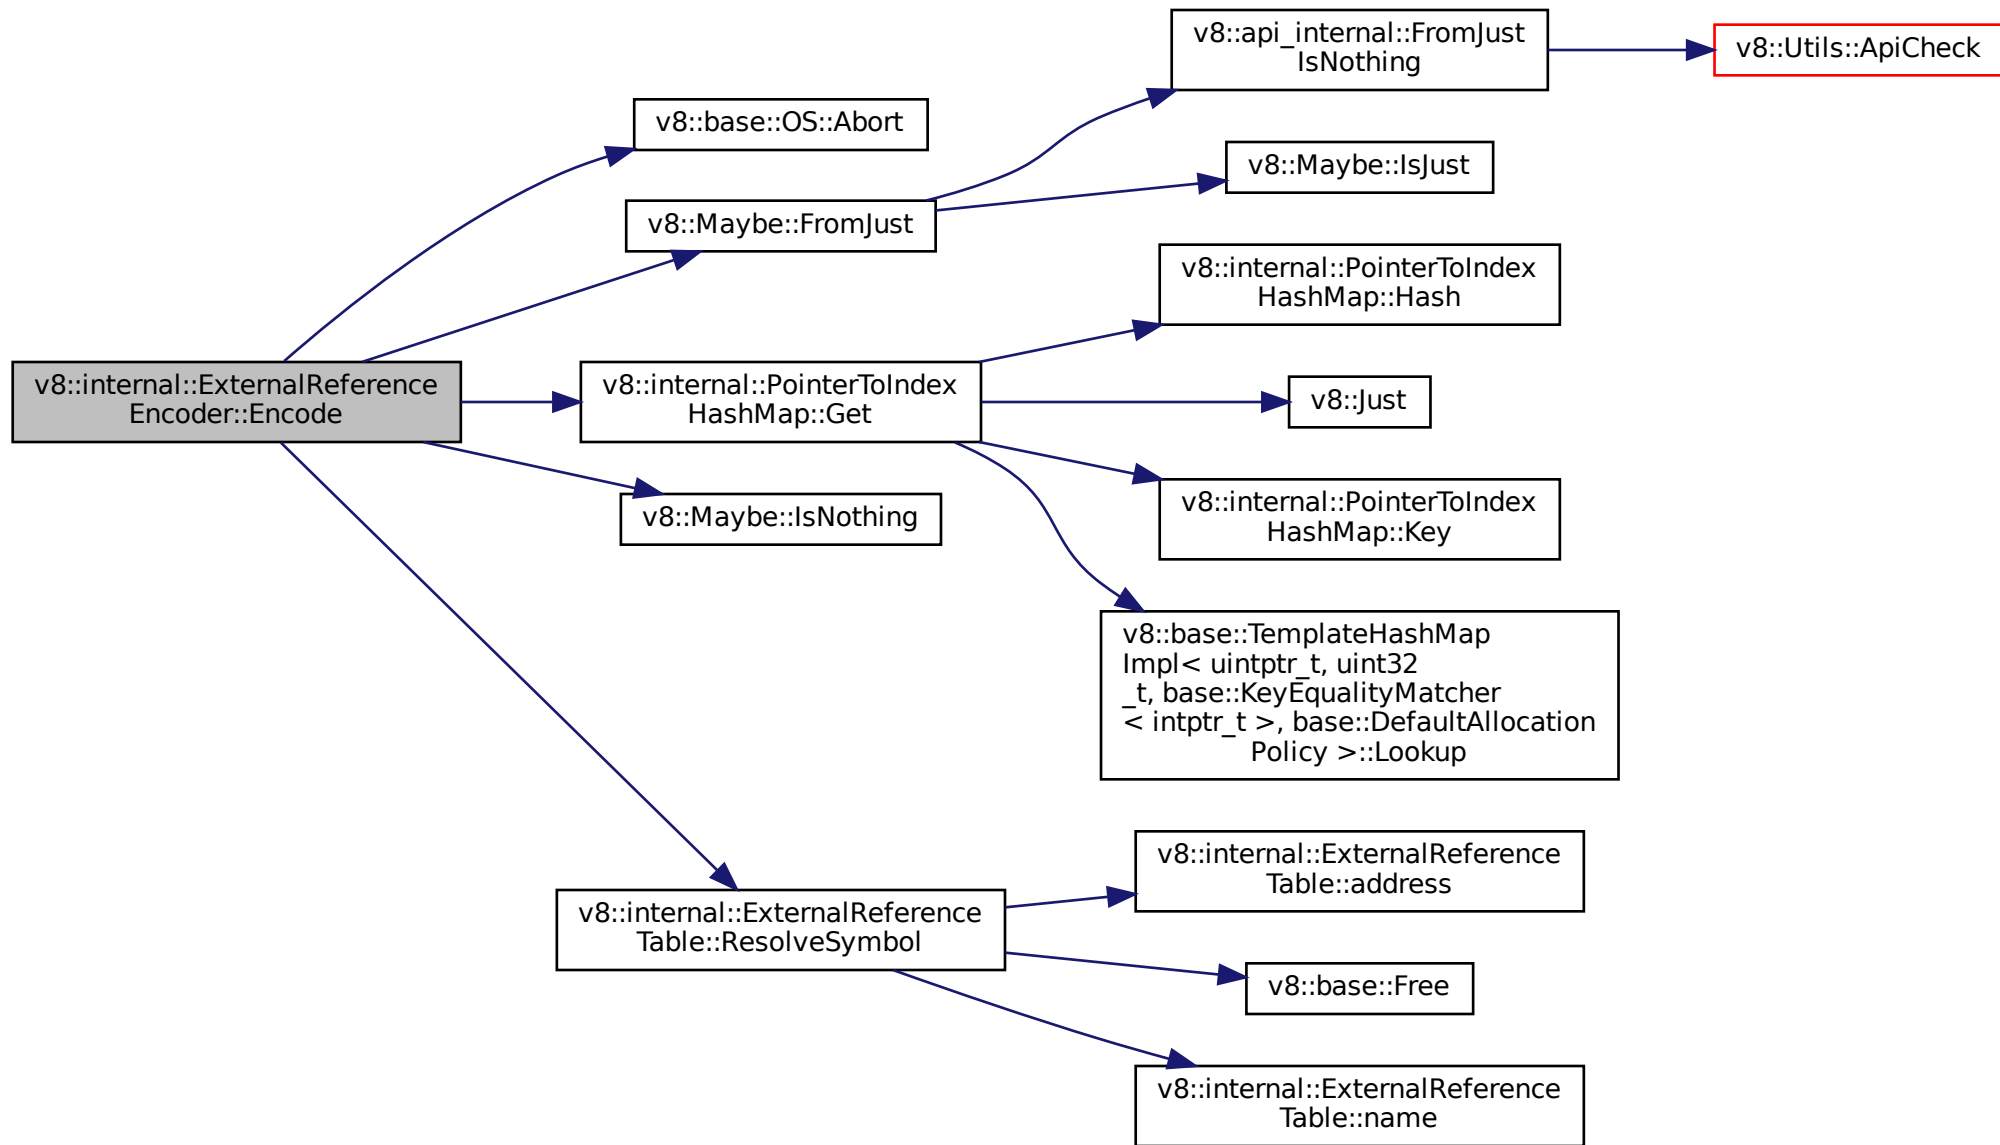 v8::internal::ExternalReference
Encoder::Encode
v8::base::OS::Abort
v8::Maybe::FromJust
v8::api_internal::FromJust
IsNothing
v8::Utils::ApiCheck
v8::Maybe::IsJust
v8::internal::PointerToIndex
HashMap::Get
v8::internal::PointerToIndex
HashMap::Hash
v8::Just
v8::internal::PointerToIndex
HashMap::Key
v8::base::TemplateHashMap
Impl< uintptr_t, uint32
_t, base::KeyEqualityMatcher
< intptr_t >, base::DefaultAllocation
Policy >::Lookup
v8::Maybe::IsNothing
v8::internal::ExternalReference
Table::ResolveSymbol
v8::internal::ExternalReference
Table::address
v8::base::Free
v8::internal::ExternalReference
Table::name